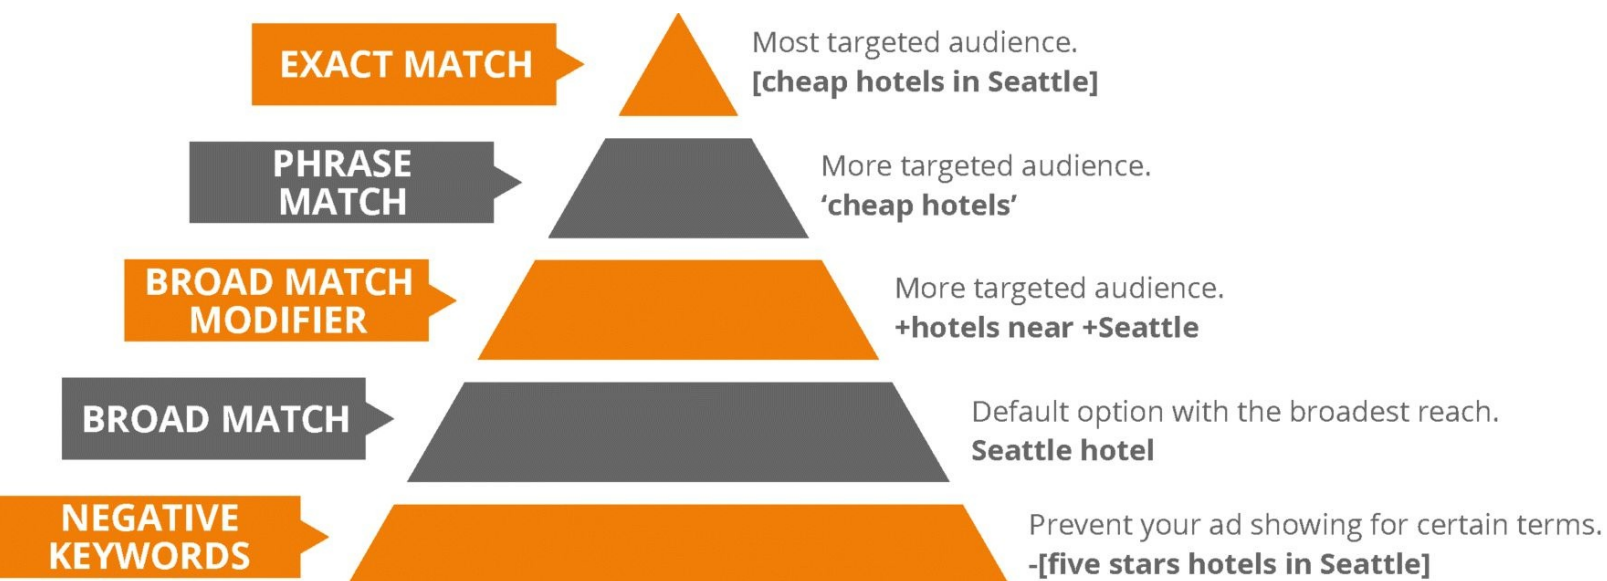 EXACT MATCH
Most targeted audience.
[cheap hotels in Seattle]
PHRASE
MATCH
More targeted audience.
‘cheap hotels’
BROAD MATCH
MODIFIER
More targeted audience.
+hotels near +Seattle
BROAD MATCH
Default option with the broadest reach.
Seattle hotel
NEGATIVE
KEYWORDS
Prevent your ad showing for certain terms.
-[five stars hotels in Seattle]